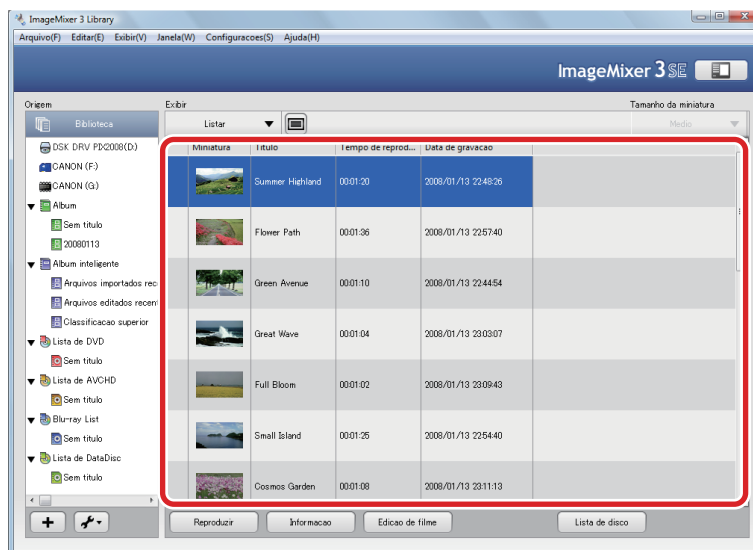 ImageMixer 3 Library
Arquivo(F) Editar(E) Exibir(V) Janela(W) Configuracoes(S) Ajuda(H)
ImageMixer 3 SE
Origem Exibir Tamanho da miniatura
Biblioteca Listar Medio
Miniatura Titulo Tempo de reprod... Data de gravacao
DSK DRV PIX2008(D:)
CANON (F:)
CANON (G:)
Album
Sem titulo
20080113
Album inteligente
Arquivos importados rec
Arquivos editados recen
Classificacao superior
Lista de DVD
Sem titulo
Lista de AVCHD
Sem titulo
Blu-ray List
Sem titulo
Lista de DataDisc
Sem titulo
Summer Highland 00:01:20 2008/01/13 22:48:26
Flower Path 00:01:36 2008/01/13 22:57:40
Green Avenue 00:01:10 2008/01/13 22:44:54
Great Wave 00:01:04 2008/01/13 23:03:07
Full Bloom 00:01:02 2008/01/13 23:09:43
Small Island 00:01:25 2008/01/13 22:54:40
Cosmos Garden 00:01:08 2008/01/13 23:11:13
Reproduzir Informacao Edicao de filme Lista de disco